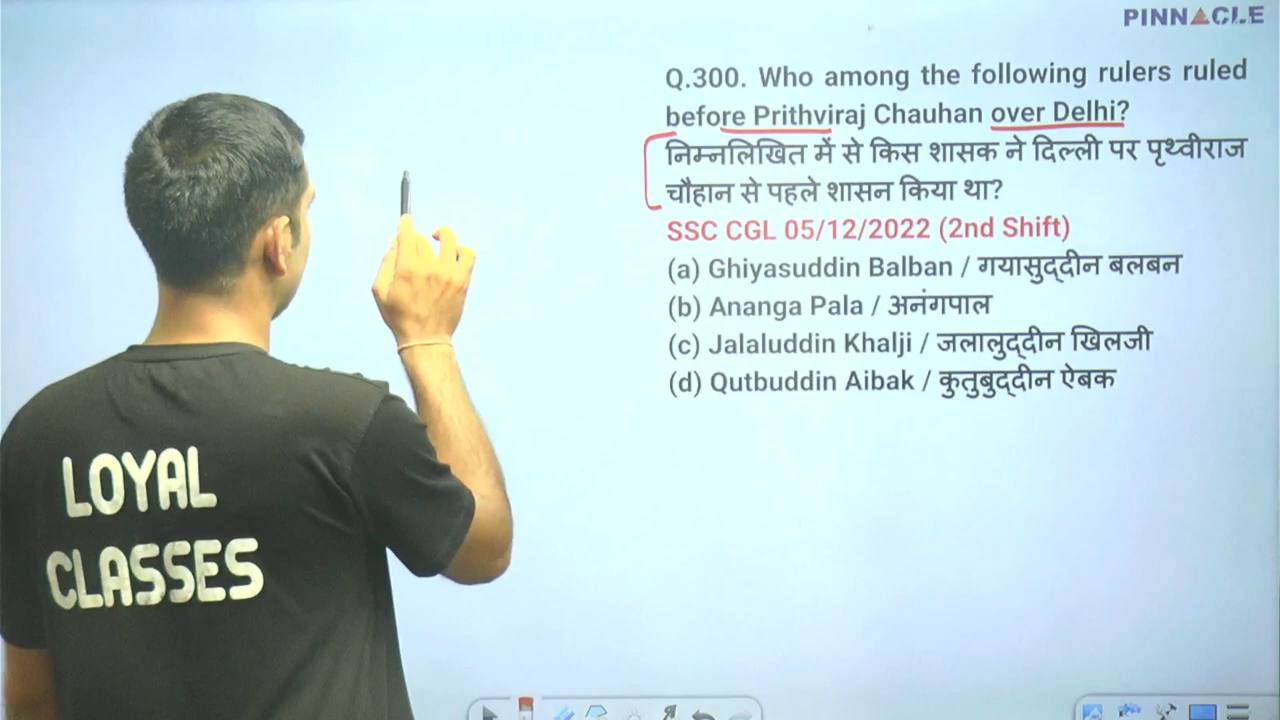 PINNACLE
Q.300. Who among the following rulers ruled
before Prithviraj Chauhan over Delhi?
निम्नलिखित में से किस शासक ने दिल्ली पर पृथ्वीराज
चौहान से पहले शासन किया था?
SSC CGL 05/12/2022 (2nd Shift)
(a) Ghiyasuddin Balban / गयासुद्दीन बलबन
(b) Ananga Pala / अनंगपाल
(c) Jalaluddin Khalji / जलालुद्दीन खिलजी
(d) Qutbuddin Aibak / कुतुबुद्दीन ऐबक
LOYAL
CLASSES